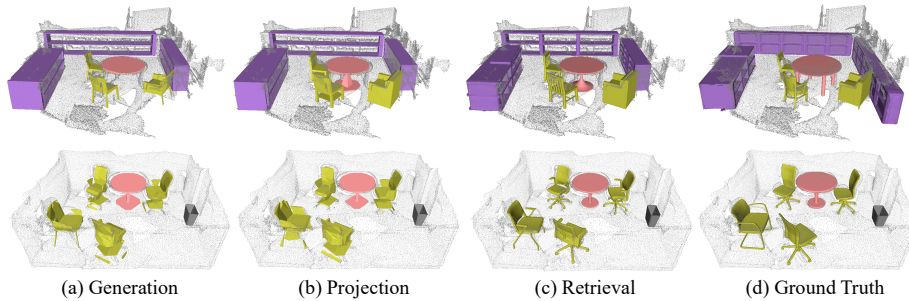 (a) Generation
(b) Projection
(c) Retrieval
(d) Ground Truth